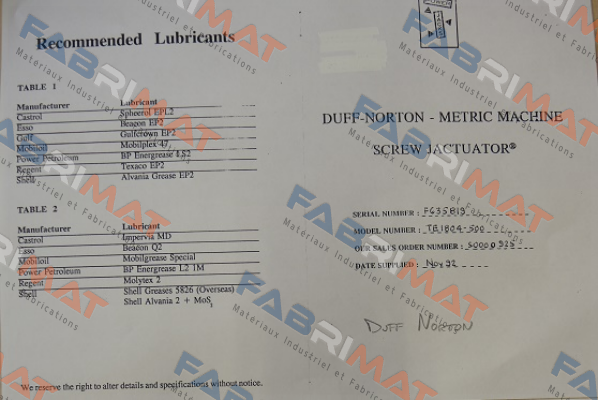 Recommended Lubricants
TABLE 1
Manufacturer Lubricant
Castrol Spheerol EPL2
Esso Beacon EP2
Gulf Gulfcrown EP2
Mobiloil Mobilplex 47
Power Petroleum BP Energrease LS2
Regent Texaco EP2
Shell Alvania Grease EP2
TABLE 2
Manufacturer Lubricant
Castrol Impervia MD
Esso Beacon Q2
Mobiloil Mobilgrease Special
Power Petroleum BP Energrease L2 1M
Regent Molytex 2
Shell Shell Greases 5826 (Overseas)
Shell Alvania 2 + MoS
We reserve the right to alter details and specifications without notice.
POWER
DUFF-NORTON - METRIC MACHINE
SCREW JACTUATOR®
SERIAL NUMBER :
MODEL NUMBER : TE1804-500
OUR SALES ORDER NUMBER :
DATE SUPPLIED : Nov 92
DUFF NORTON
FABRIMAT
Materiaux Industriel et Fabrications